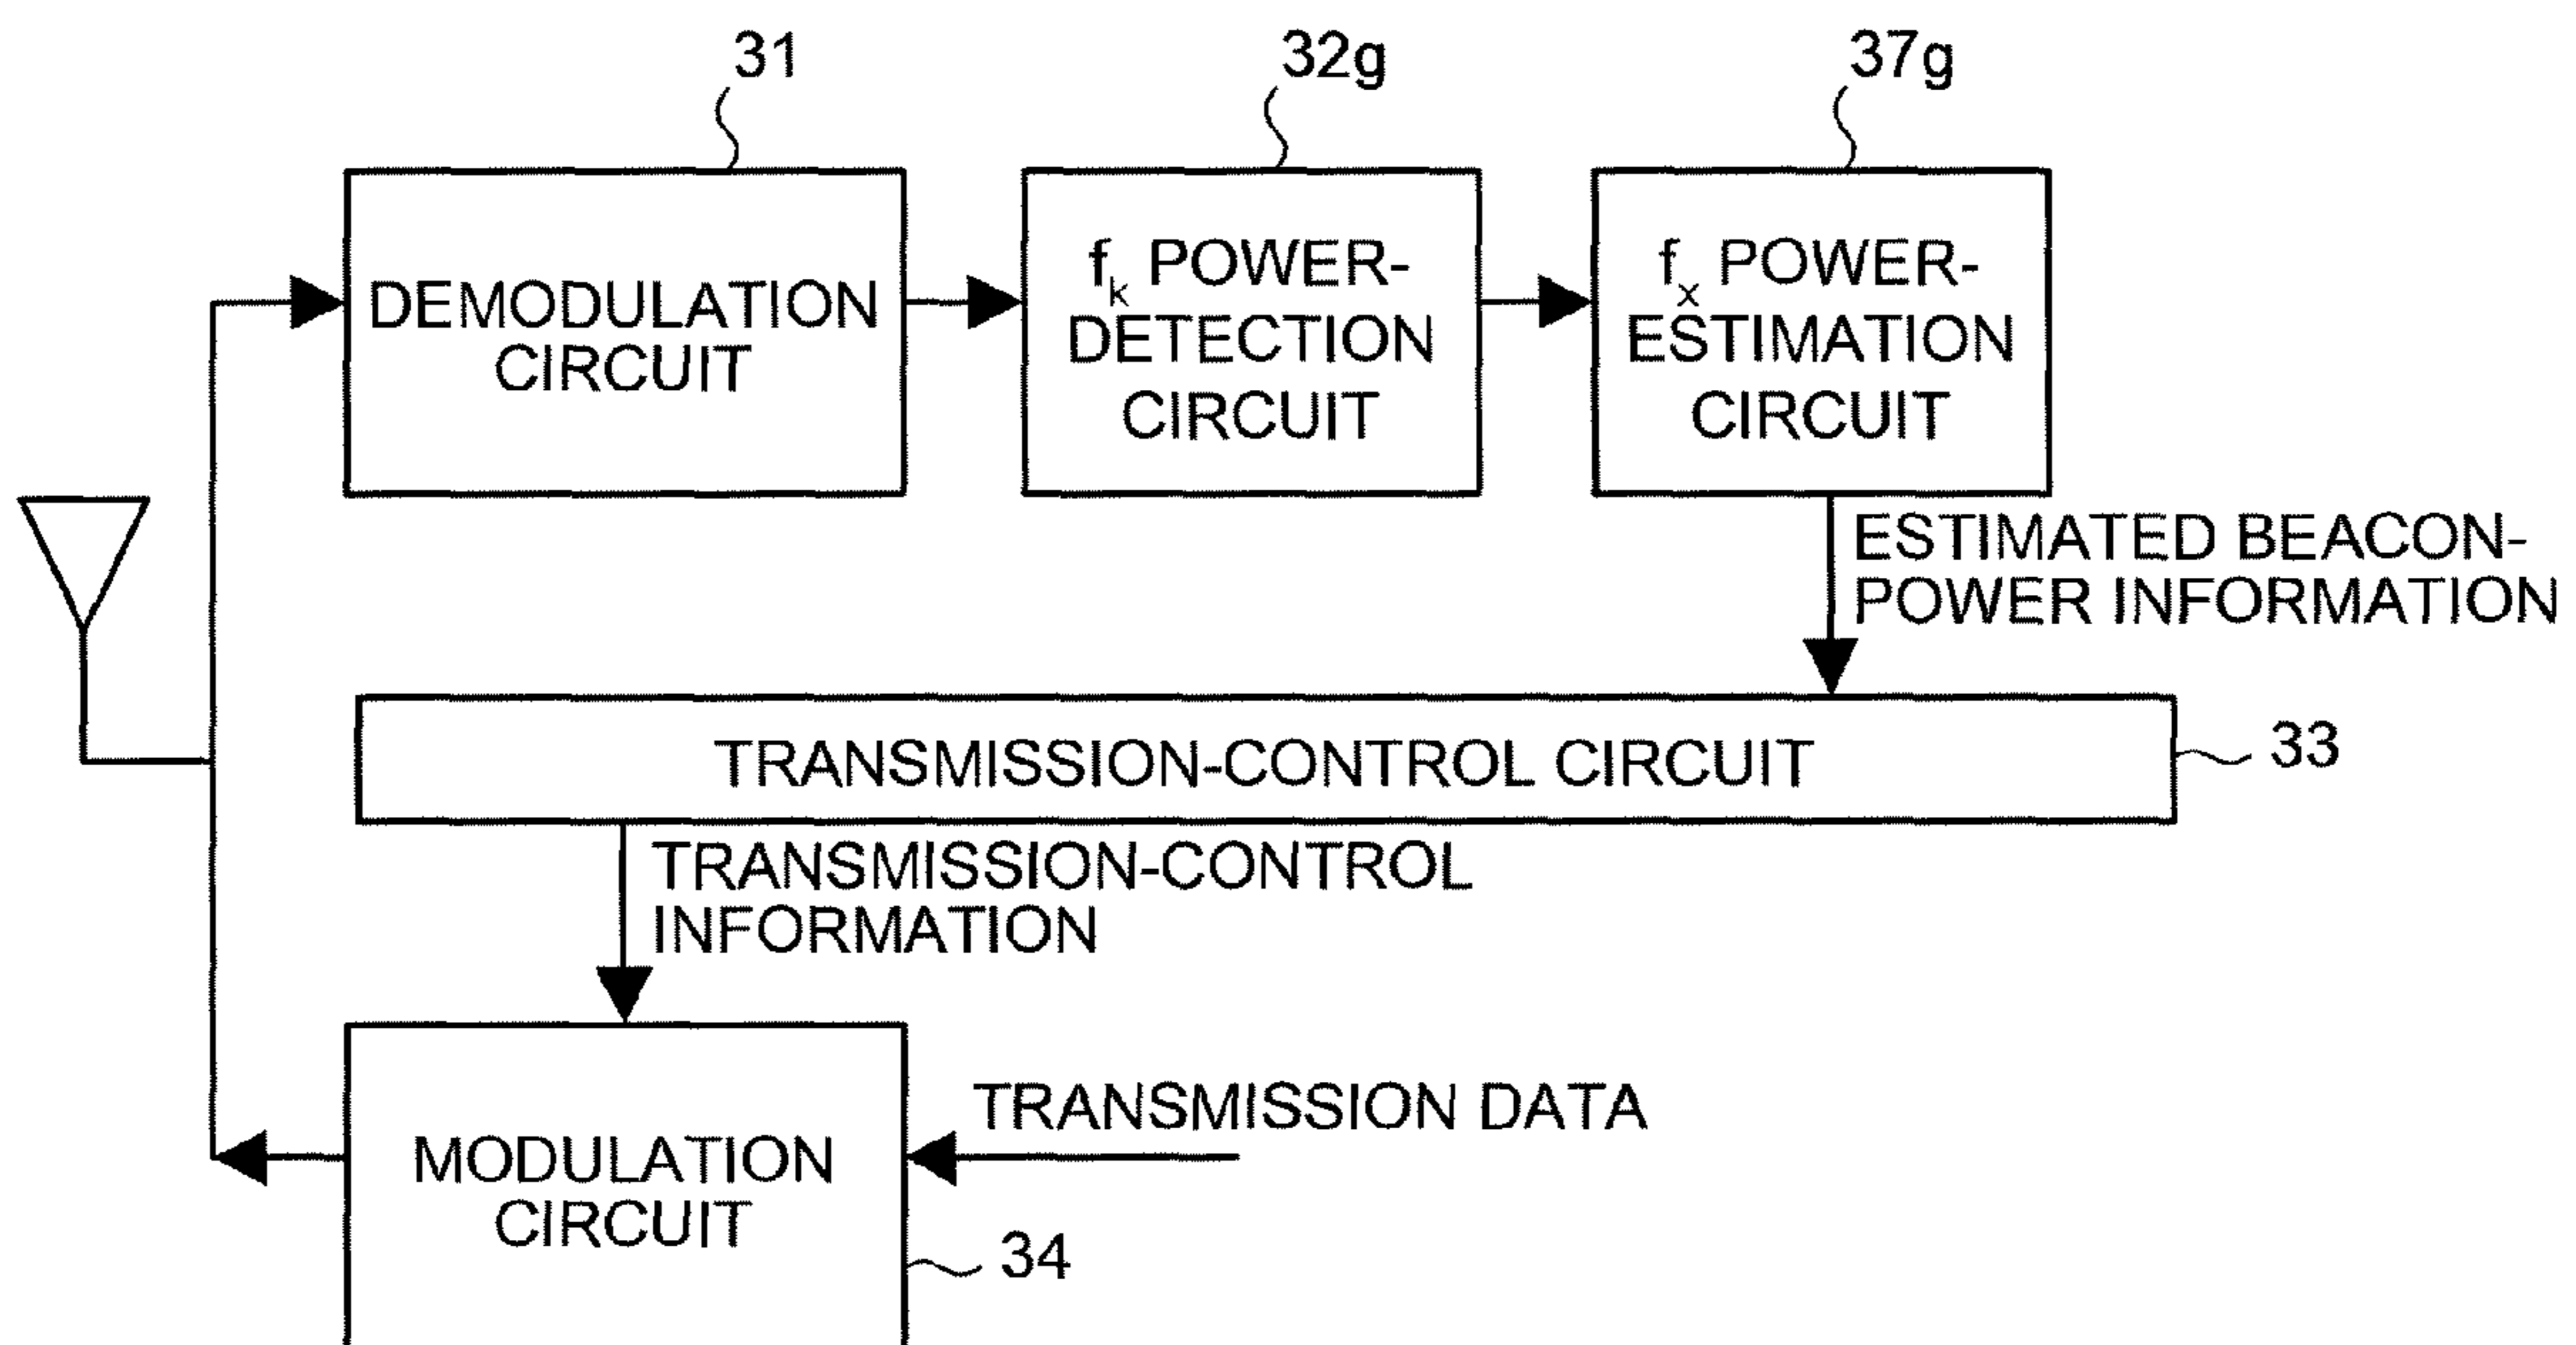 31
32g
37g
DEMODULATION
CIRCUIT
fk POWER-
DETECTION
CIRCUIT
fx POWER-
ESTIMATION
CIRCUIT
ESTIMATED BEACON-
POWER INFORMATION
TRANSMISSION-CONTROL CIRCUIT
33
TRANSMISSION-CONTROL
INFORMATION
TRANSMISSION DATA
MODULATION
CIRCUIT
34